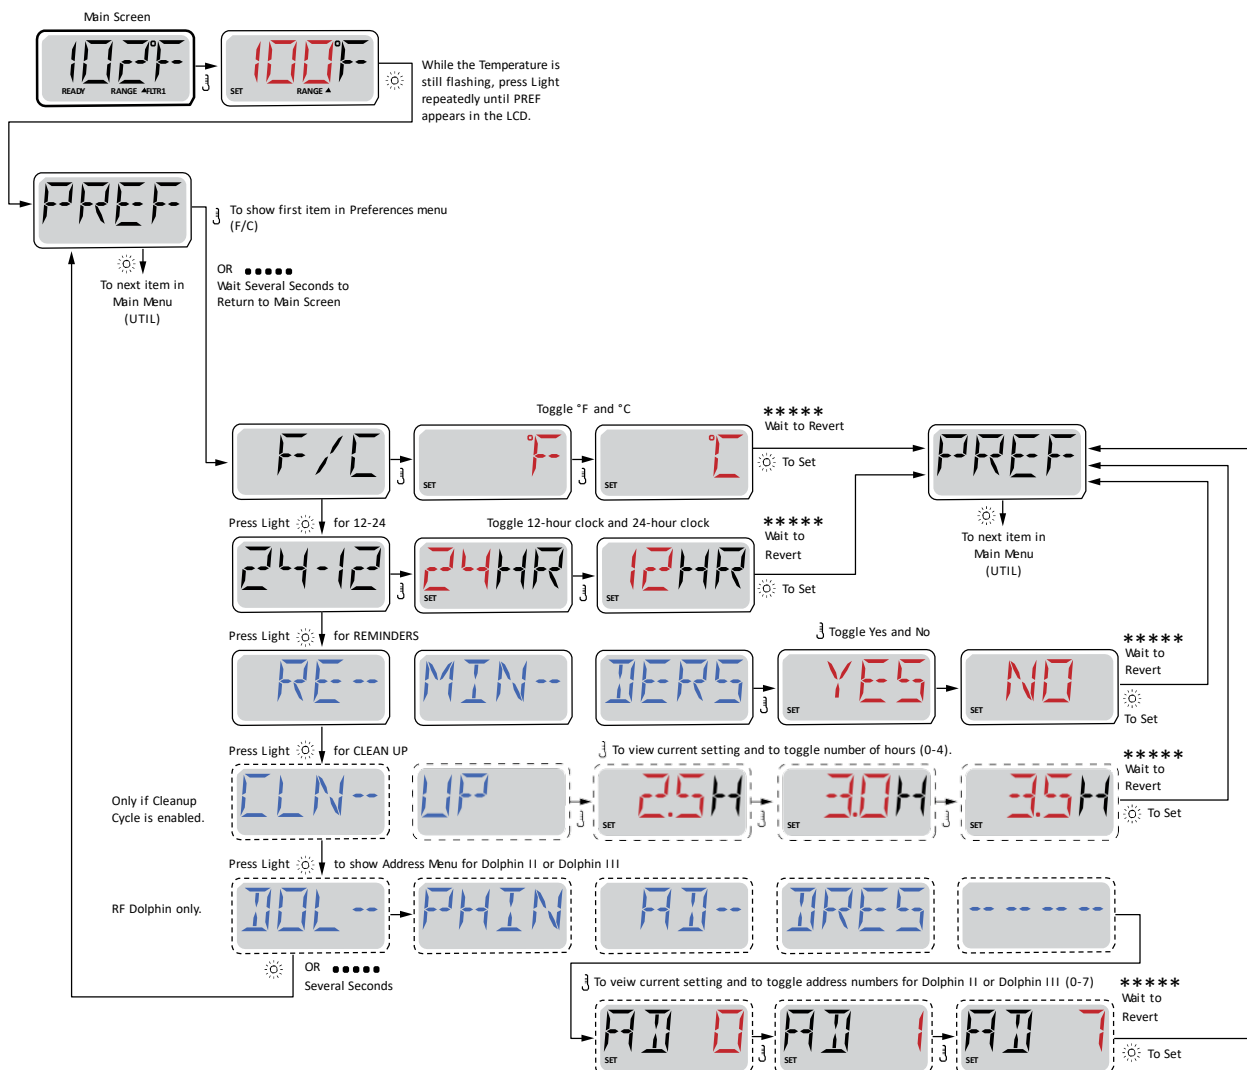 Main Screen
102°F
READY RANGE ▲ FLTR1
100°F
SET RANGE ▲
While the Temperature is
still flashing, press Light
repeatedly until PREF
appears in the LCD.
PREF
To show first item in Preferences menu
(F/C)
To next item in
Main Menu
(UTIL)
OR •••••
Wait Several Seconds to
Return to Main Screen
Toggle °F and °C
F/C
SET °F
SET °C
*****
Wait to Revert
To Set
PREF
To next item in
Main Menu
(UTIL)
Press Light for 12-24
Toggle 12-hour clock and 24-hour clock
24-12
24HR
SET
12HR
SET
*****
Wait to
Revert
To Set
Press Light for REMINDERS
Toggle Yes and No
RE--
MIN--
DERS
YES
SET
NO
SET
*****
Wait to
Revert
To Set
Press Light for CLEAN UP
To view current setting and to toggle number of hours (0-4).
Only if Cleanup
Cycle is enabled.
CLN--
UP
2.5H
SET
3.0H
SET
3.5H
SET
*****
Wait to
Revert
To Set
Press Light to show Address Menu for Dolphin II or Dolphin III
RF Dolphin only.
DOL--
PHIN
AD--
DRES
-- -- -- --
OR •••••
Several Seconds
To veiw current setting and to toggle address numbers for Dolphin II or Dolphin III (0-7)
AD 0
SET
AD 1
SET
AD 7
SET
*****
Wait to
Revert
To Set